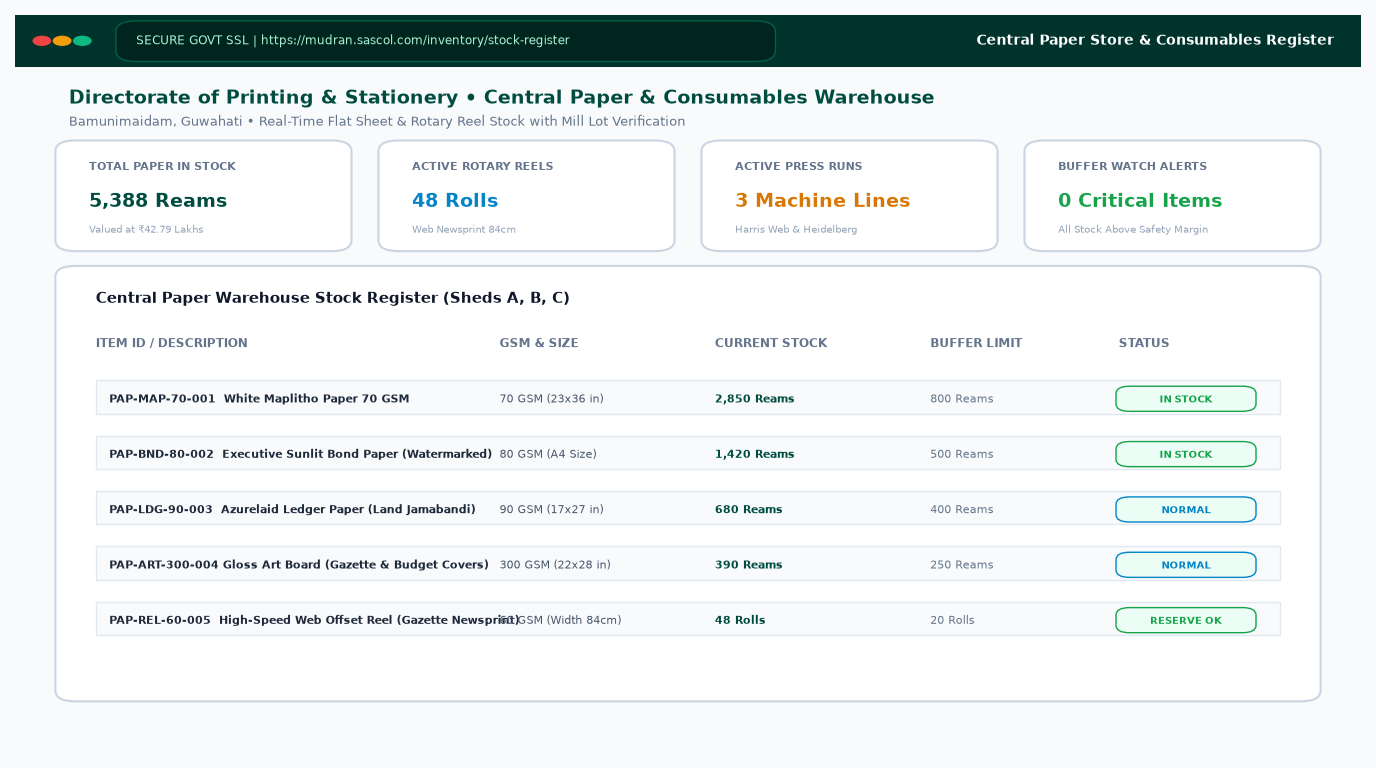 SECURE GOVT SSL | https://mudran.sascol.com/inventory/stock-register
Central Paper Store & Consumables Register
Directorate of Printing & Stationery • Central Paper & Consumables Warehouse
Bamunimaidam, Guwahati • Real-Time Flat Sheet & Rotary Reel Stock with Mill Lot Verification
TOTAL PAPER IN STOCK
5,388 Reams
Valued at ₹42.79 Lakhs
ACTIVE ROTARY REELS
48 Rolls
Web Newsprint 84cm
ACTIVE PRESS RUNS
3 Machine Lines
Harris Web & Heidelberg
BUFFER WATCH ALERTS
0 Critical Items
All Stock Above Safety Margin
Central Paper Warehouse Stock Register (Sheds A, B, C)
ITEM ID / DESCRIPTION GSM & SIZE CURRENT STOCK BUFFER LIMIT STATUS
PAP-MAP-70-001 White Maplitho Paper 70 GSM 70 GSM (23x36 in) 2,850 Reams 800 Reams IN STOCK
PAP-BND-80-002 Executive Sunlit Bond Paper (Watermarked) 80 GSM (A4 Size) 1,420 Reams 500 Reams IN STOCK
PAP-LDG-90-003 Azurelaid Ledger Paper (Land Jamabandi) 90 GSM (17x27 in) 680 Reams 400 Reams NORMAL
PAP-ART-300-004 Gloss Art Board (Gazette & Budget Covers) 300 GSM (22x28 in) 390 Reams 250 Reams NORMAL
PAP-REL-60-005 High-Speed Web Offset Reel (Gazette Newsprint) 60 GSM (Width 84cm) 48 Rolls 20 Rolls RESERVE OK